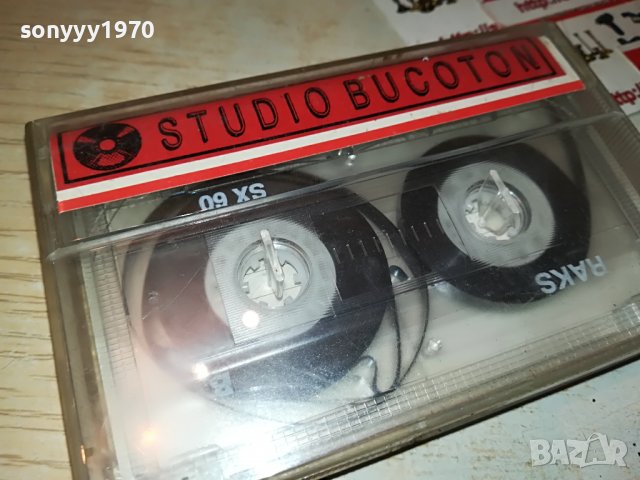 sonyyy1970
STUDIO BUCOTON
SX 60
RAKS
B
BAZAR